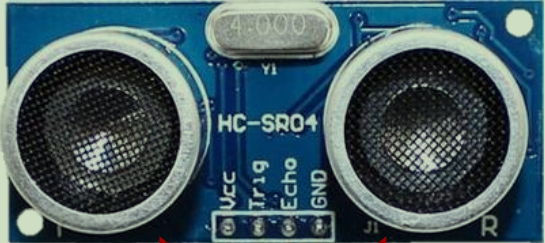 4.000
Y1
HC-SR04
Vcc
Trig
Echo
GND
T
J1
R